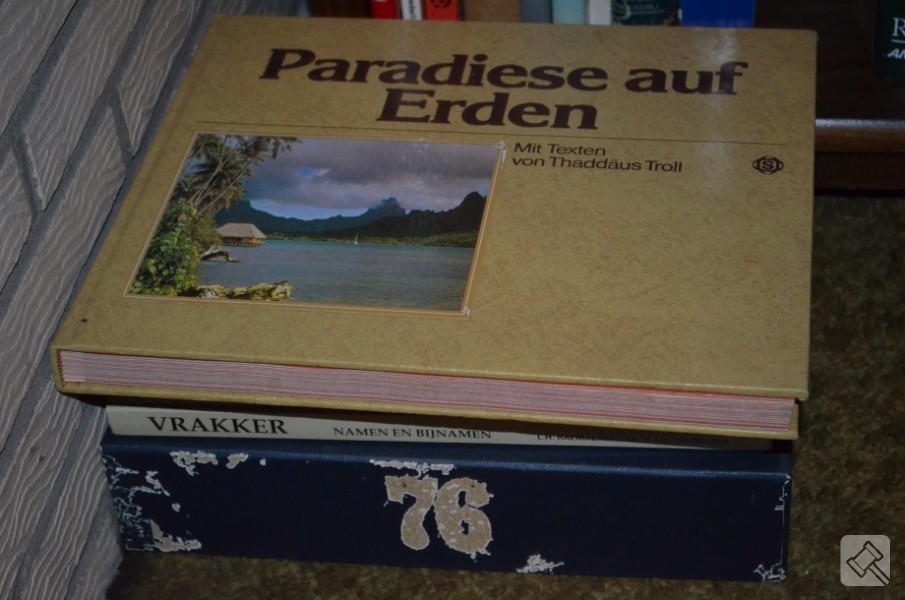 Paradiese auf
Erden
Mit Texten
von Thaddäus Troll
S
VRAKKER
NAMEN EN BIJNAMEN
76
R